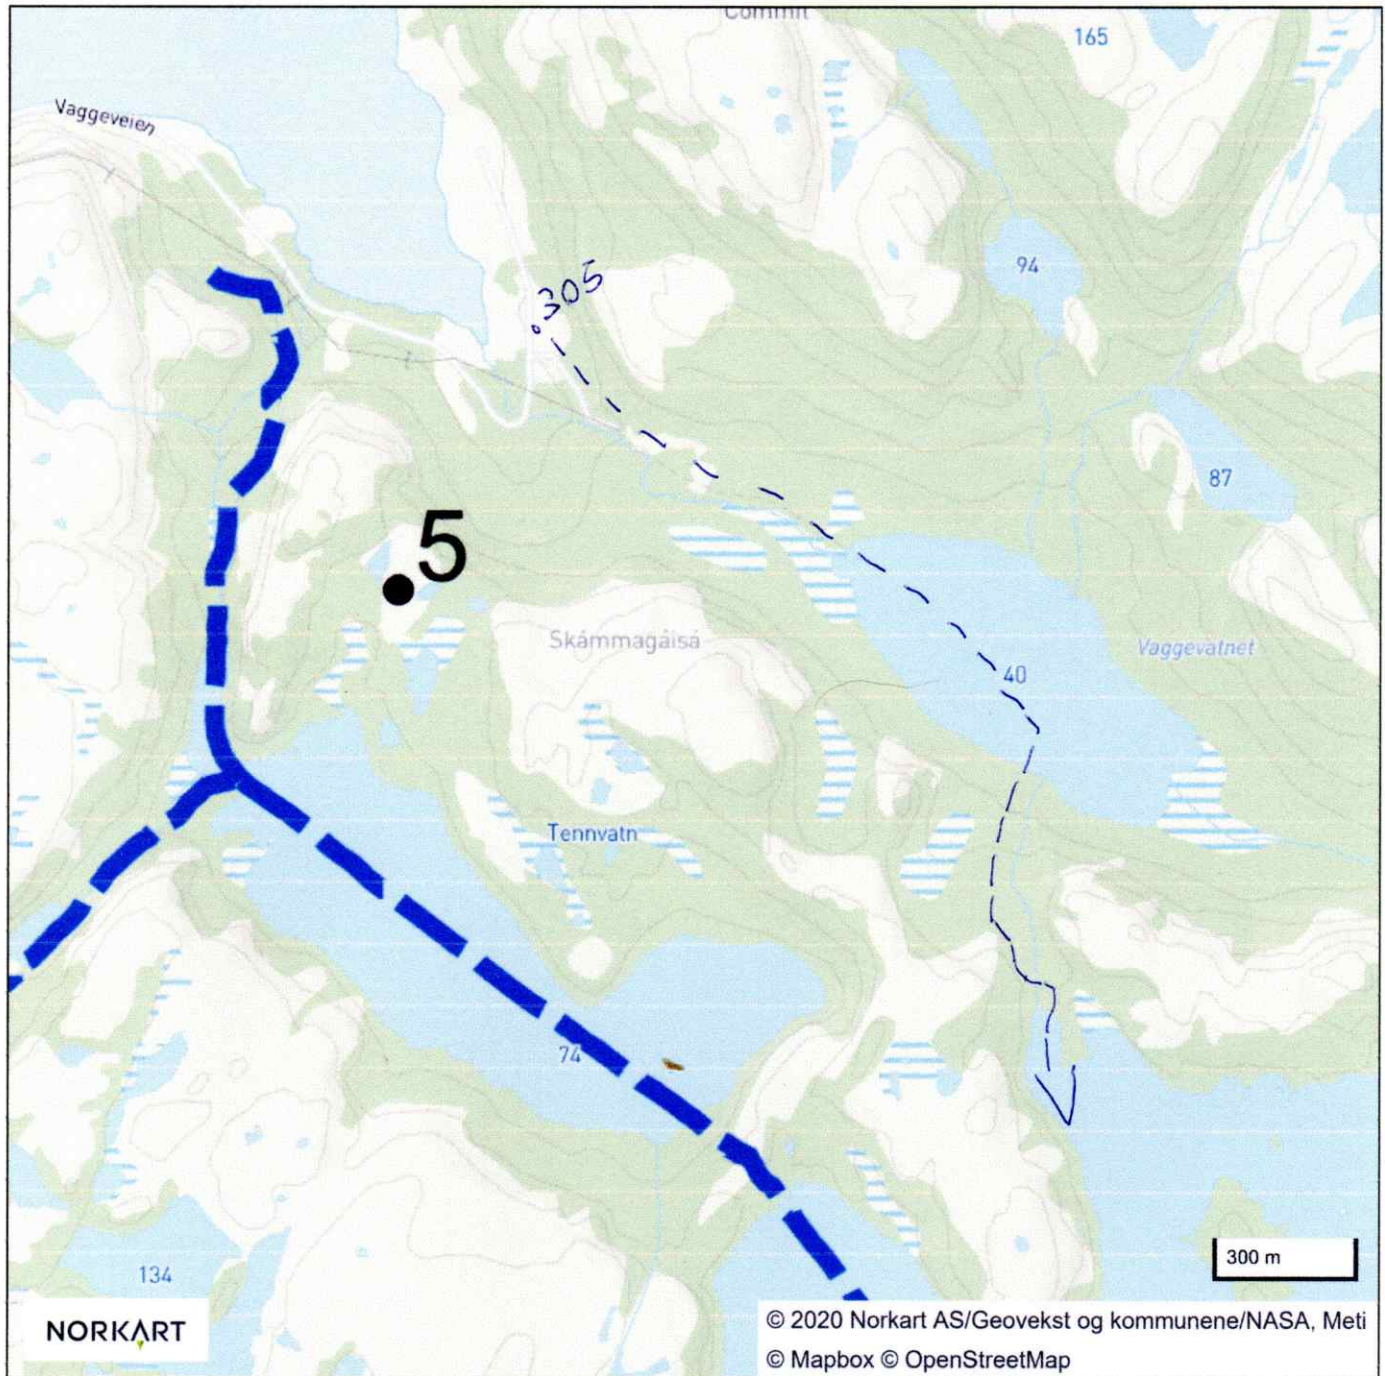 165
Vaggeveien
305
94
87
5
Skámmagáisá
Vaggevatnet
40
Tennvatn
74
300 m
134
NORKART
© 2020 Norkart AS/Geovekst og kommunene/NASA, Meti
© Mapbox © OpenStreetMap